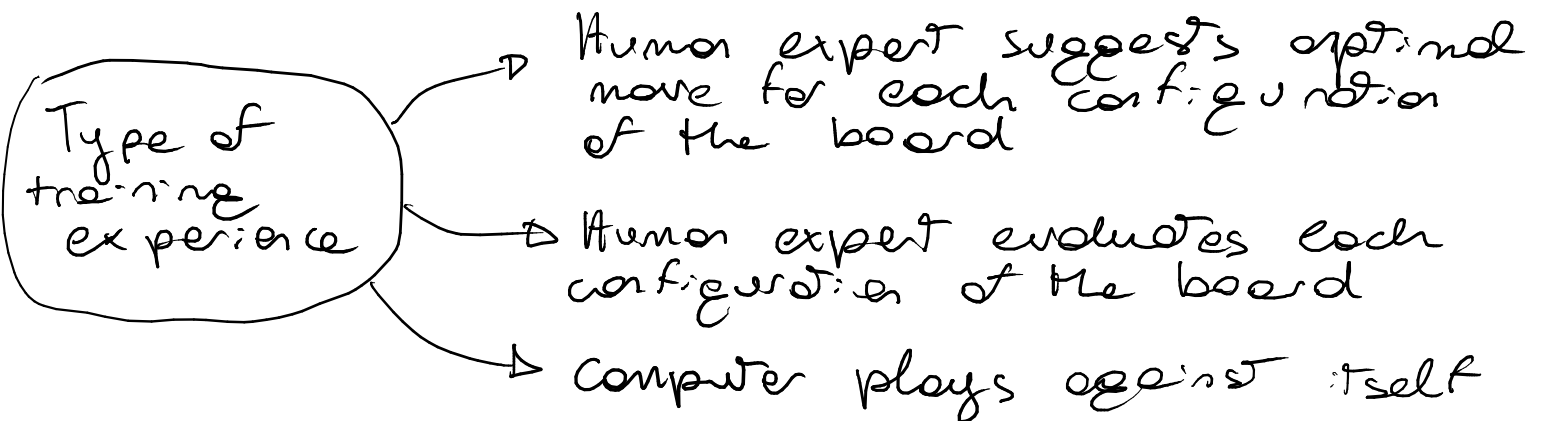 Type of
training
experience
Human expert suggests optimal
move for each configuration
of the board
Human expert evaluates each
configuration of the board
Computer plays against itself